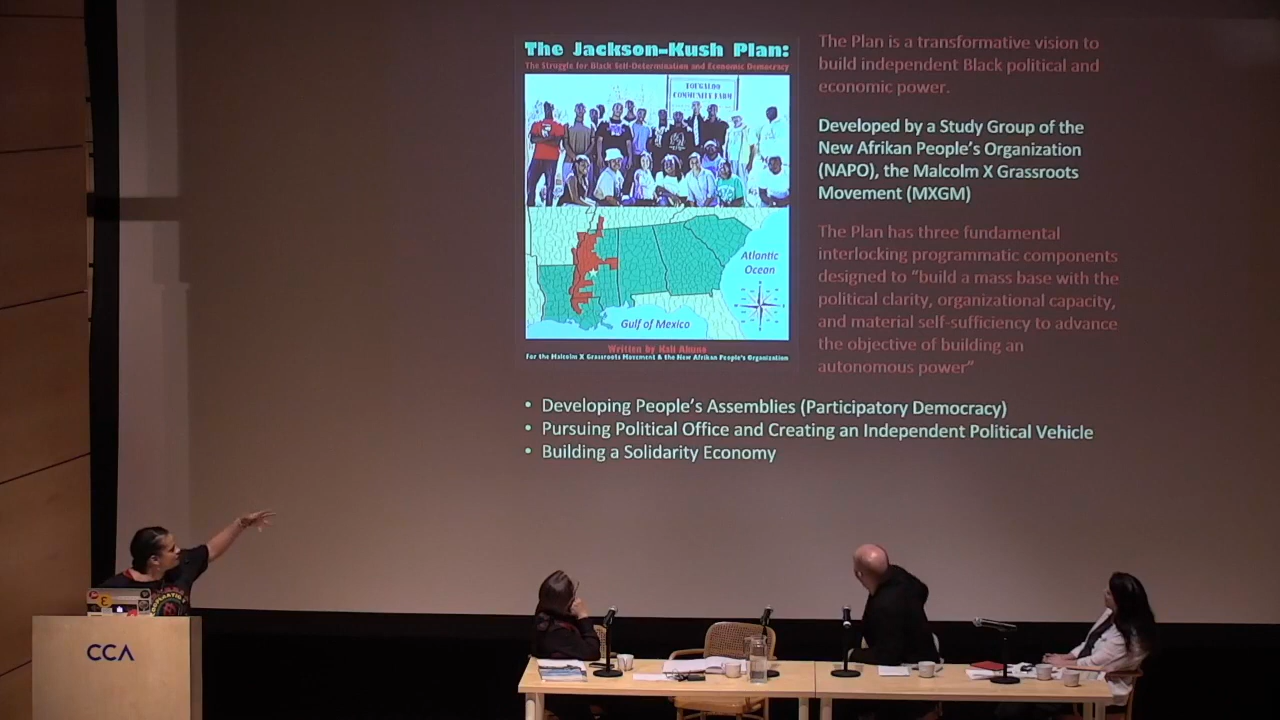 The Jackson-Kush Plan:
The Struggle for Black Self-Determination and Economic Democracy
TOUGALOO
COMMUNITY FARM
Atlantic
Ocean
Gulf of Mexico
Written by Kali Akuno
For the Malcolm X Grassroots Movement & the New Afrikan People's Organization
The Plan is a transformative vision to
build independent Black political and
economic power.
Developed by a Study Group of the
New Afrikan People's Organization
(NAPO), the Malcolm X Grassroots
Movement (MXGM)
The Plan has three fundamental
interlocking programmatic components
designed to “build a mass base with the
political clarity, organizational capacity,
and material self-sufficiency to advance
the objective of building an
autonomous power”
• Developing People's Assemblies (Participatory Democracy)
• Pursuing Political Office and Creating an Independent Political Vehicle
• Building a Solidarity Economy
CCA